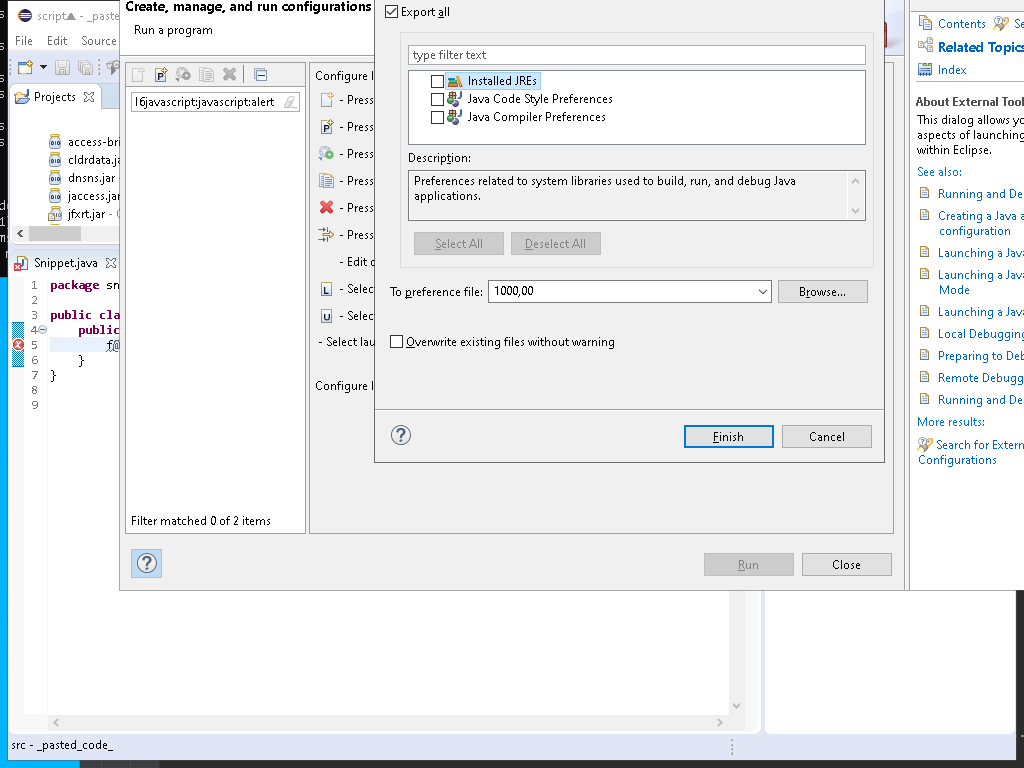 script▲ - _paste
File Edit Source
Projects
access-bri
cldrdata.ja
dnsns.jar
jaccess.jar
jfxrt.jar -
Snippet.java
1 package sn
2
3 public cla
4 public
5 f@
6 }
7 }
8
9
src - _pasted_code_
Create, manage, and run configurations
Run a program
l6javascript:javascript:alert
Filter matched 0 of 2 items
Configure l
- Press
- Press
- Press
- Press
- Press
- Press
- Edit
- Selec
- Selec
- Select lau
Configure l
Run
Close
Export all
type filter text
Installed JREs
Java Code Style Preferences
Java Compiler Preferences
Description:
Preferences related to system libraries used to build, run, and debug Java
applications.
Select All
Deselect All
To preference file:
1000,00
Browse...
Overwrite existing files without warning
Finish
Cancel
Contents
Se
Related Topics
Index
About External Tool
This dialog allows yo
aspects of launching
within Eclipse.
See also:
Running and De
Creating a Java a
configuration
Launching a Java
Launching a Java
Mode
Launching a Java
Local Debugging
Preparing to Deb
Remote Debugg
Running and De
More results:
Search for Extern
Configurations